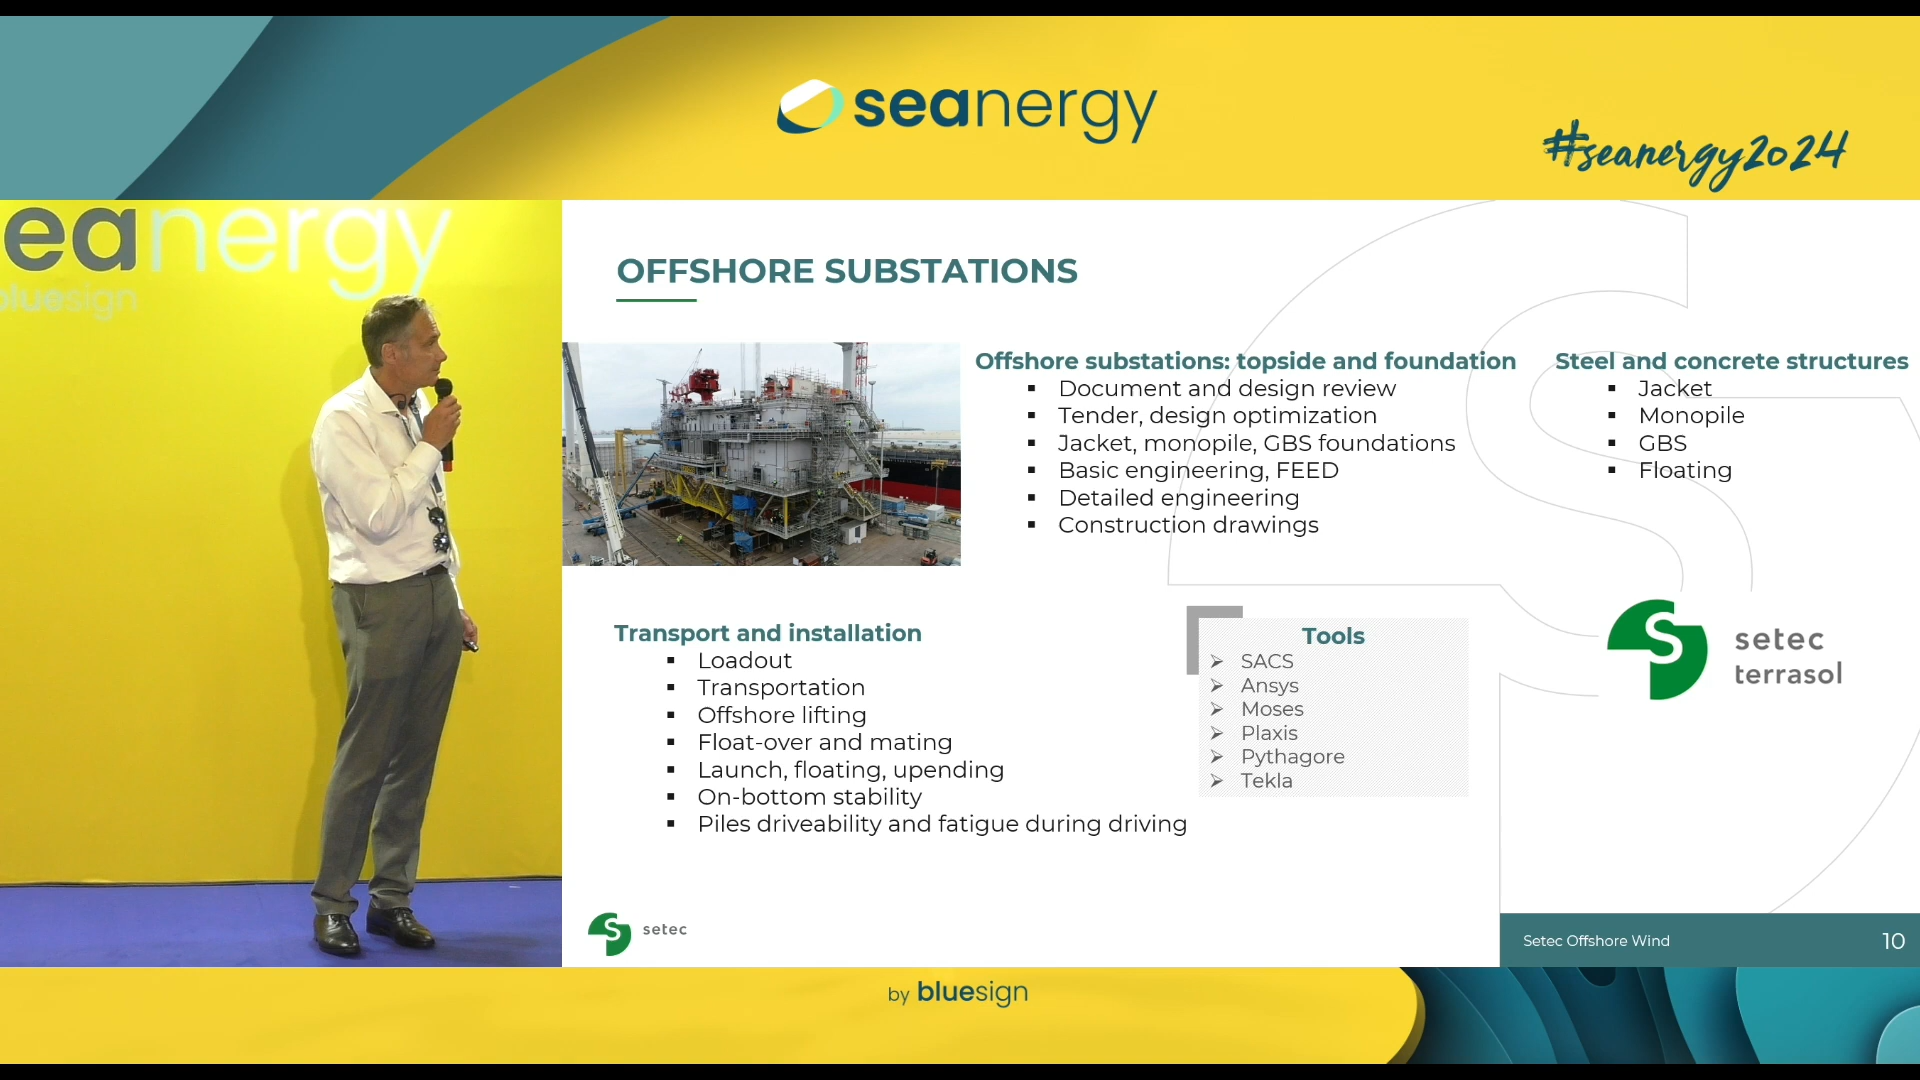 seanergy
#seanergy2024
eanergy
bluesign
OFFSHORE SUBSTATIONS
Offshore substations: topside and foundation
▪ Document and design review
▪ Tender, design optimization
▪ Jacket, monopile, GBS foundations
▪ Basic engineering, FEED
▪ Detailed engineering
▪ Construction drawings
Steel and concrete structures
▪ Jacket
▪ Monopile
▪ GBS
▪ Floating
Transport and installation
▪ Loadout
▪ Transportation
▪ Offshore lifting
▪ Float-over and mating
▪ Launch, floating, upending
▪ On-bottom stability
▪ Piles driveability and fatigue during driving
Tools
➢ SACS
➢ Ansys
➢ Moses
➢ Plaxis
➢ Pythagore
➢ Tekla
setec
terrasol
setec
Setec Offshore Wind
10
by bluesign